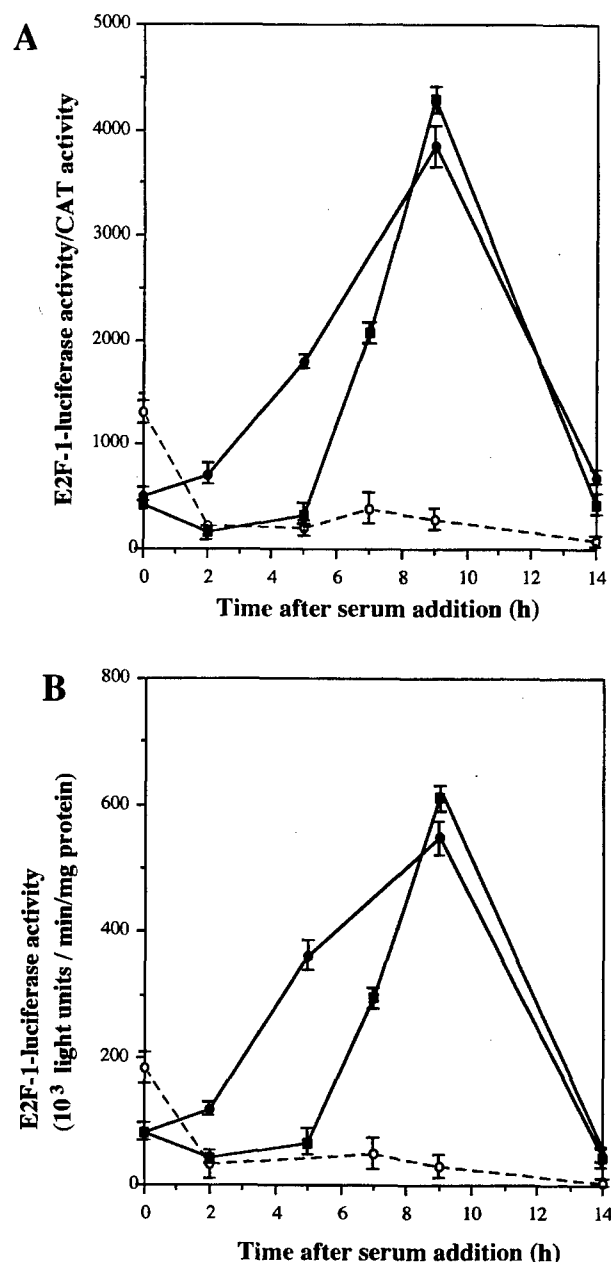 A
E2F-1-luciferase activity/CAT activity
5000
4000
3000
2000
1000
0
0 2 4 6 8 10 12 14
Time after serum addition (h)
B
E2F-1-luciferase activity
(10³ light units / min/mg protein)
800
600
400
200
0
0 2 4 6 8 10 12 14
Time after serum addition (h)